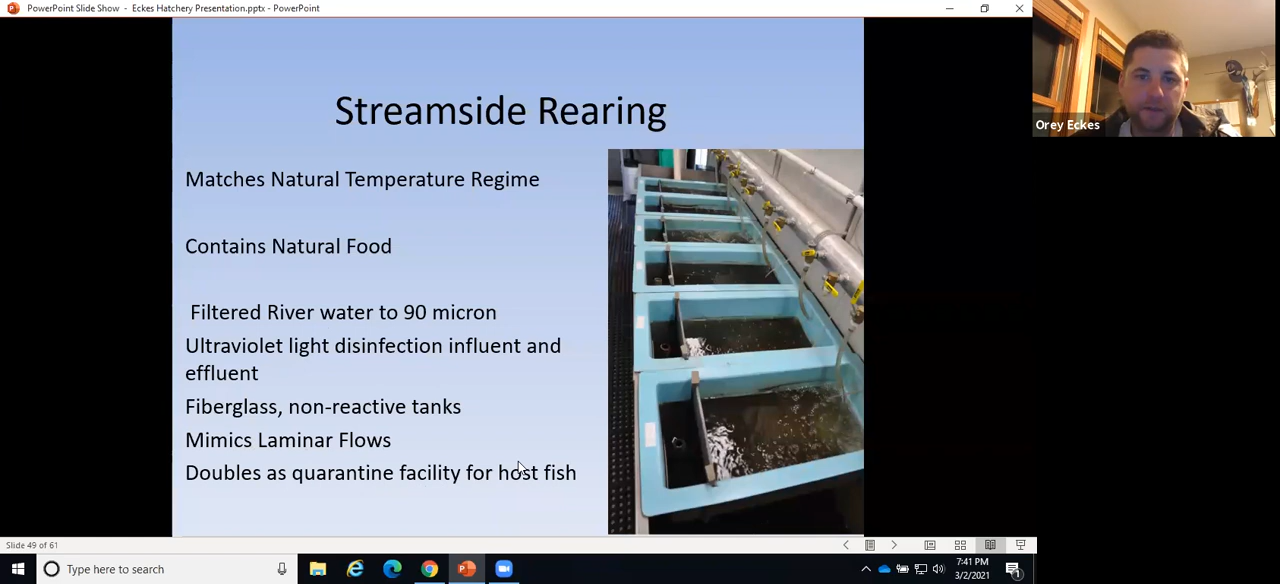 PowerPoint Slide Show - Eckes Hatchery Presentation.pptx - PowerPoint
Orey Eckes
Streamside Rearing
Matches Natural Temperature Regime
Contains Natural Food
Filtered River water to 90 micron
Ultraviolet light disinfection influent and
effluent
Fiberglass, non-reactive tanks
Mimics Laminar Flows
Doubles as quarantine facility for host fish
Slide 49 of 61
Type here to search
7:41 PM
3/2/2021
1